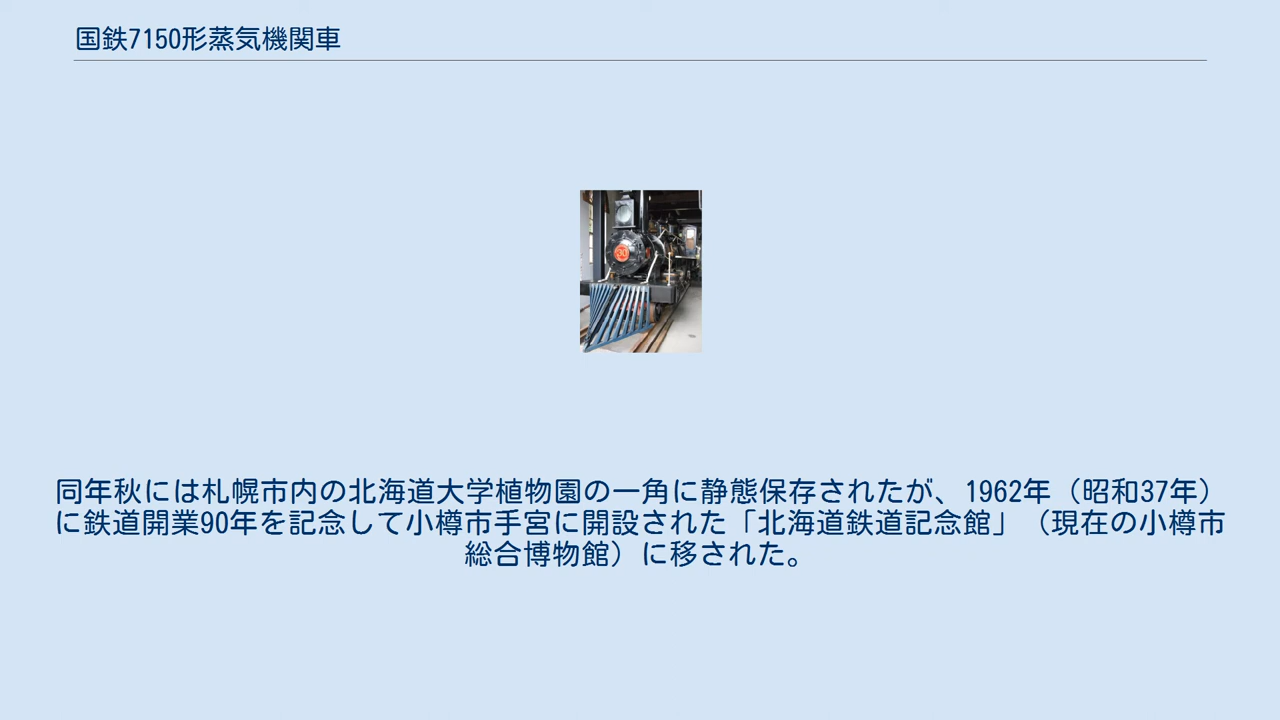 国鉄7150形蒸気機関車
30
同年秋には札幌市内の北海道大学植物園の一角に静態保存されたが、1962年（昭和37年）
に鉄道開業90年を記念して小樽市手宮に開設された「北海道鉄道記念館」（現在の小樽市
総合博物館）に移された。